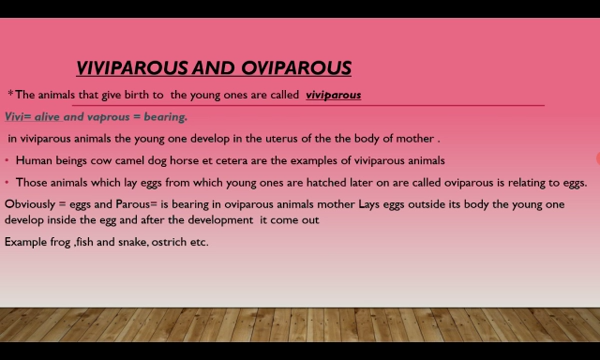 VIVIPAROUS AND OVIPAROUS
* The animals that give birth to the young ones are called viviparous
Vivi= alive and vaprous = bearing.
in viviparous animals the young one develop in the uterus of the the body of mother .
• Human beings cow camel dog horse et cetera are the examples of viviparous animals
• Those animals which lay eggs from which young ones are hatched later on are called oviparous is relating to eggs.
Obviously = eggs and Parous= is bearing in oviparous animals mother Lays eggs outside its body the young one
develop inside the egg and after the development it come out
Example frog ,fish and snake, ostrich etc.